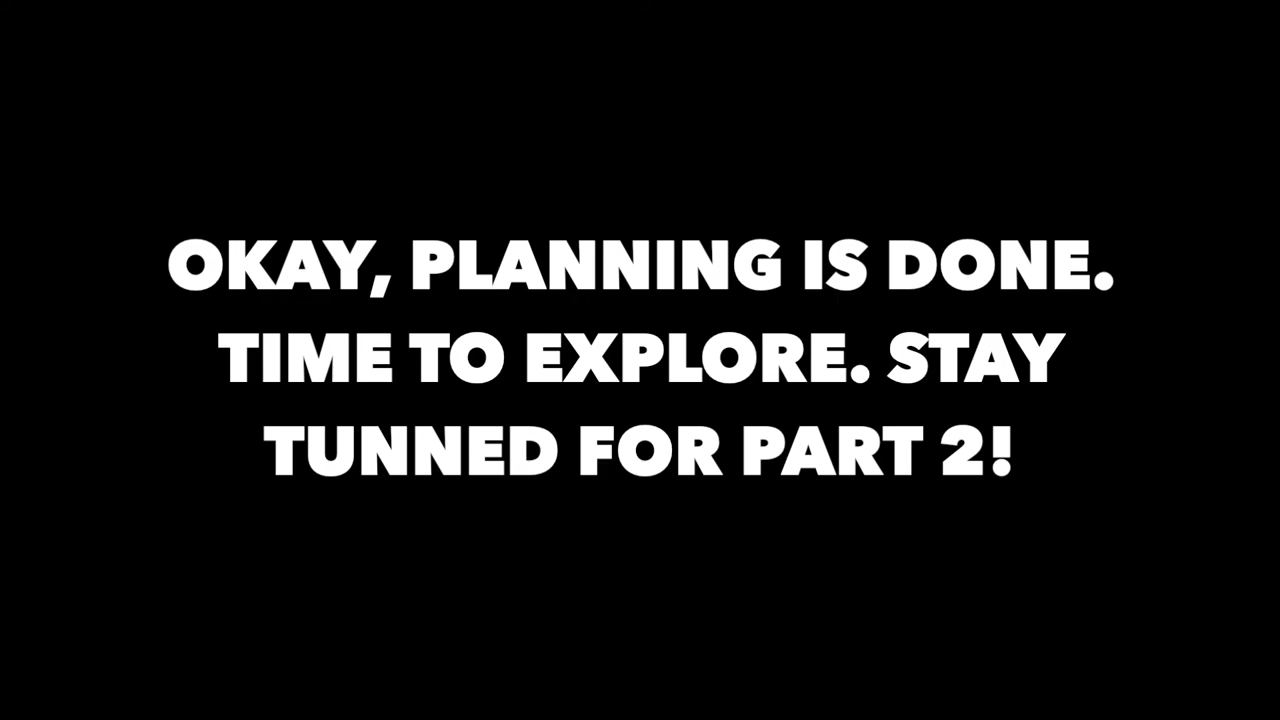 OKAY, PLANNING IS DONE.
TIME TO EXPLORE. STAY
TUNNED FOR PART 2!